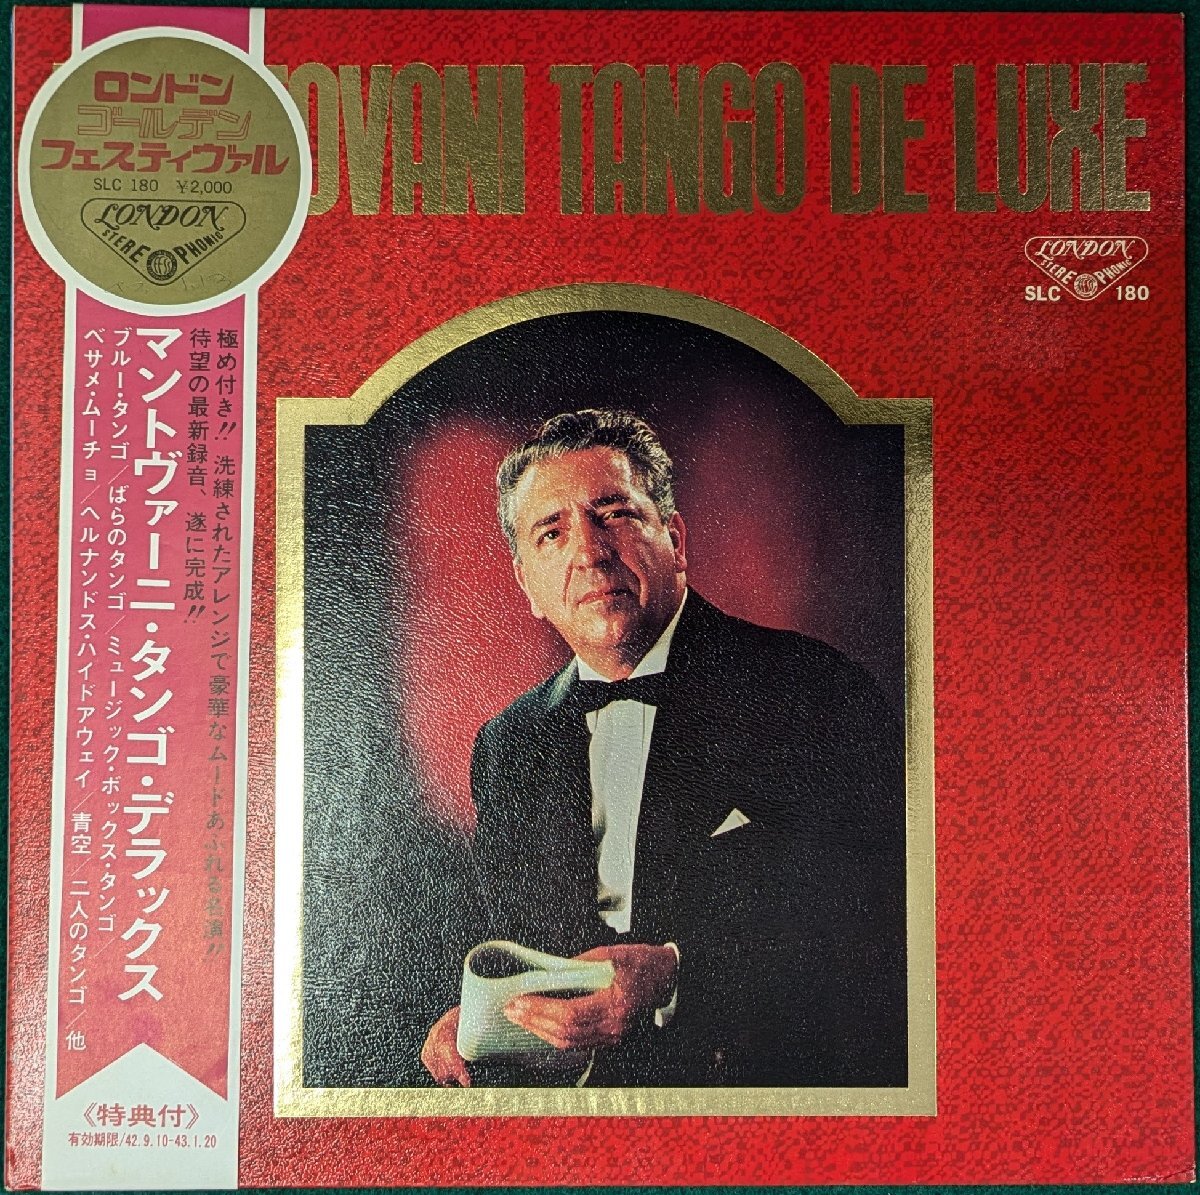 OVANI TANGO DE LUXE
LONDON
STEREOPHONIC
SLC 180
ロンドン
ゴールデン
フェスティヴァル
SLC 180 ¥2,000
LONDON
STEREOPHONIC
極め付き!! 洗練されたアレンジで豪華なムードあふれる名演!!
待望の最新録音、遂に完成!!
マントヴァーニ・タンゴ・デラックス
ブルー・タンゴ/ばらのタンゴ/ミュージック・ボックス・タンゴ/
ベサメ・ムーチョ/ヘルナンドス・ハイドアウェイ/青空/二人のタンゴ/他
《特典付》
有効期限/42.9.10-43.1.20